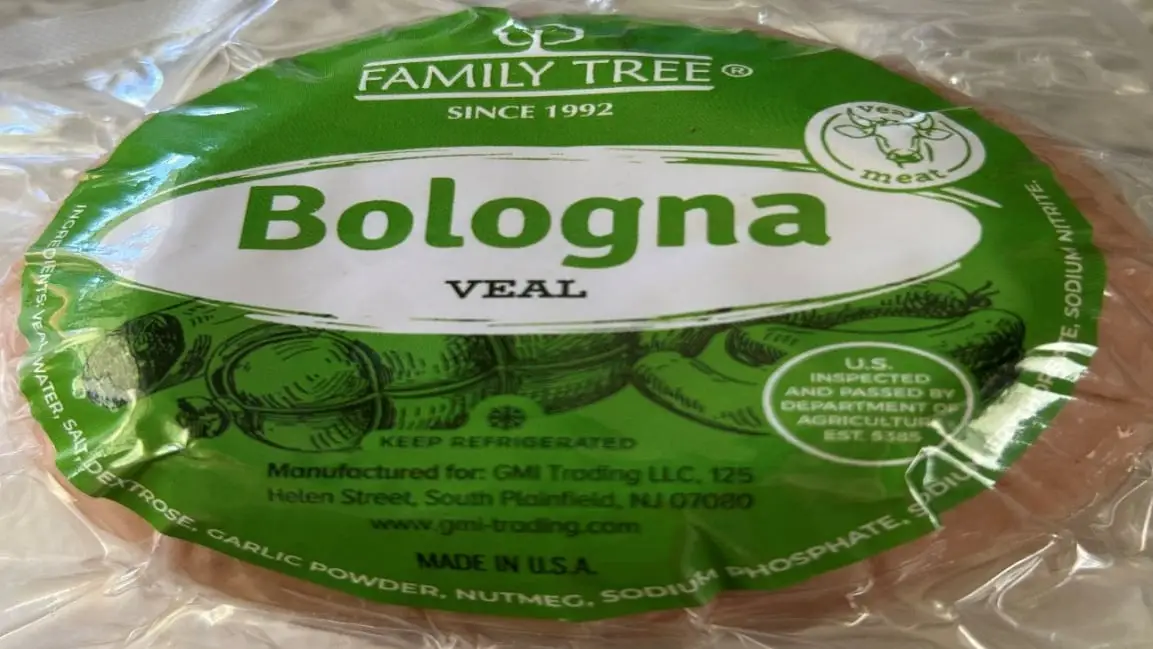 FAMILY TREE®
SINCE 1992
veal
meat
Bologna
VEAL
U.S.
INSPECTED
AND PASSED BY
DEPARTMENT OF
AGRICULTURE
EST. 5385
KEEP REFRIGERATED
Manufactured for: GMI Trading LLC, 125
Helen Street, South Plainfield, NJ 07080
www.gmi-trading.com
MADE IN U.S.A.
INGREDIENTS: VEAL, WATER, SALT, DEXTROSE, GARLIC POWDER, NUTMEG, SODIUM PHOSPHATE, SODIUM NITRITE.